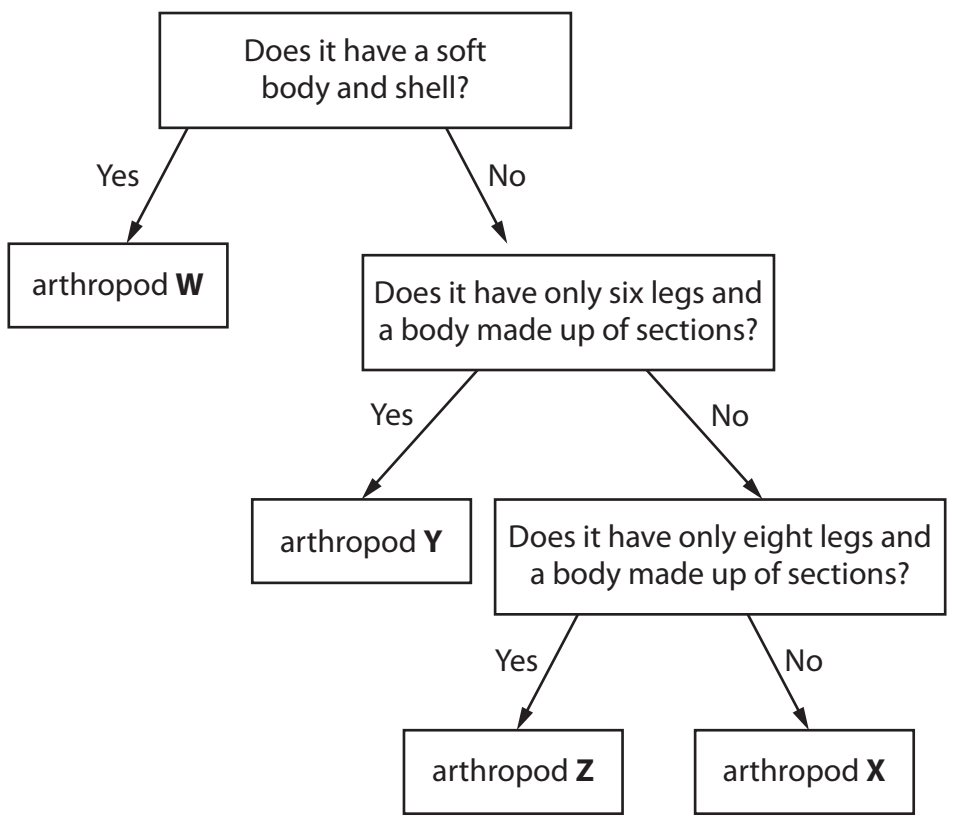 Does it have a soft
body and shell?
Yes
No
arthropod W
Does it have only six legs and
a body made up of sections?
Yes
No
arthropod Y
Does it have only eight legs and
a body made up of sections?
Yes
No
arthropod Z
arthropod X